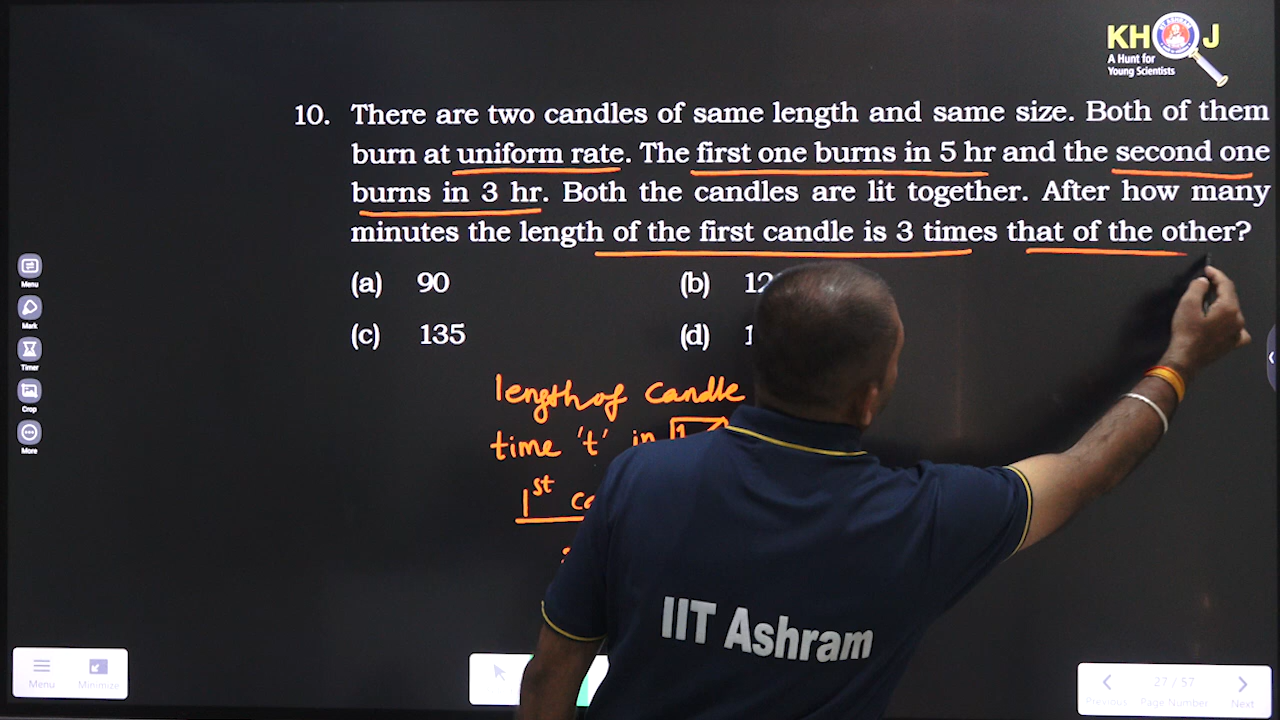 KHOJ
A Hunt for
Young Scientists
10. There are two candles of same length and same size. Both of them
burn at uniform rate. The first one burns in 5 hr and the second one
burns in 3 hr. Both the candles are lit together. After how many
minutes the length of the first candle is 3 times that of the other?
(a) 90 (b)
(c) 135 (d)
length of candle
time 't' in
1st
IIT Ashram
Menu
Mark
Timer
Crop
More
Menu
Minimize
27 / 57
Previous Page Number Next